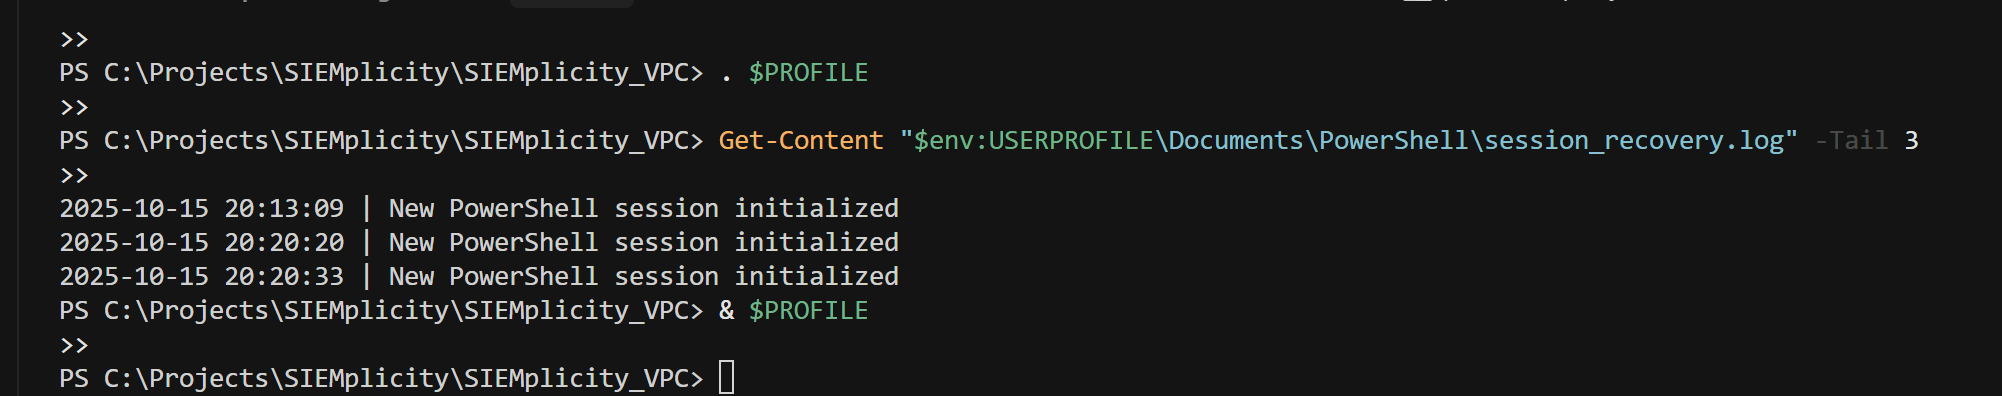 >>
PS C:\Projects\SIEMplicity\SIEMplicity_VPC> . $PROFILE
>>
PS C:\Projects\SIEMplicity\SIEMplicity_VPC> Get-Content "$env:USERPROFILE\Documents\PowerShell\session_recovery.log" -Tail 3
>>
2025-10-15 20:13:09 | New PowerShell session initialized
2025-10-15 20:20:20 | New PowerShell session initialized
2025-10-15 20:20:33 | New PowerShell session initialized
PS C:\Projects\SIEMplicity\SIEMplicity_VPC> & $PROFILE
>>
PS C:\Projects\SIEMplicity\SIEMplicity_VPC>